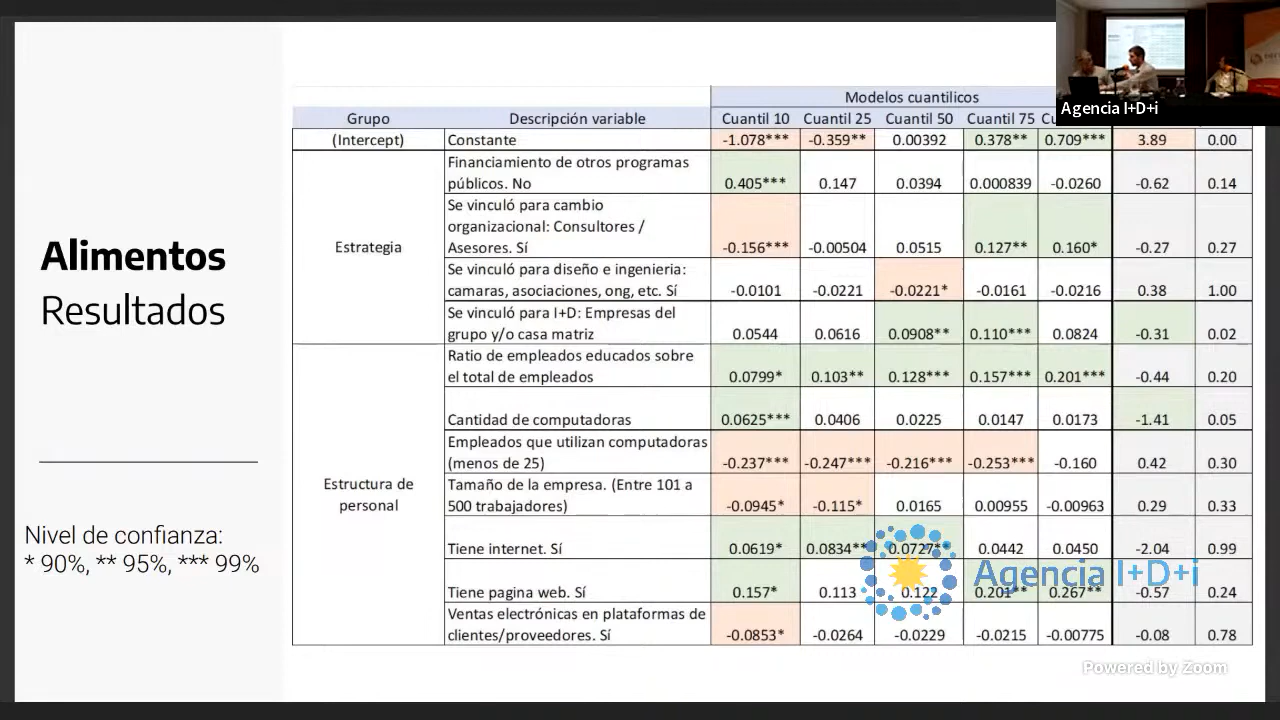 Agencia I+D+i
Modelos cuantilicos
Grupo Descripción variable Cuantil 10 Cuantil 25 Cuantil 50 Cuantil 75
(Intercept) Constante -1.078*** -0.359** 0.00392 0.378** 0.709*** 3.89 0.00
Financiamiento de otros programas
públicos. No 0.405*** 0.147 0.0394 0.000839 -0.0260 -0.62 0.14
Se vinculó para cambio
organizacional: Consultores /
Estrategia Asesores. Sí -0.156*** -0.00504 0.0515 0.127** 0.160* -0.27 0.27
Se vinculó para diseño e ingenieria:
camaras, asociaciones, ong, etc. Sí -0.0101 -0.0221 -0.0221* -0.0161 -0.0216 0.38 1.00
Se vinculó para I+D: Empresas del
grupo y/o casa matriz 0.0544 0.0616 0.0908** 0.110*** 0.0824 -0.31 0.02
Ratio de empleados educados sobre
el total de empleados 0.0799* 0.103** 0.128*** 0.157*** 0.201*** -0.44 0.20
Cantidad de computadoras 0.0625*** 0.0406 0.0225 0.0147 0.0173 -1.41 0.05
Empleados que utilizan computadoras
(menos de 25) -0.237*** -0.247*** -0.216*** -0.253*** -0.160 0.42 0.30
Estructura de
personal
Tamaño de la empresa. (Entre 101 a
500 trabajadores) -0.0945* -0.115* 0.0165 0.00955 -0.00963 0.29 0.33
Tiene internet. Sí 0.0619* 0.0834** 0.0727** 0.0442 0.0450 -2.04 0.99
Tiene pagina web. Sí 0.157* 0.113 0.122 0.201** 0.267** -0.57 0.24
Ventas electrónicas en plataformas de
clientes/proveedores. Sí -0.0853* -0.0264 -0.0229 -0.0215 -0.00775 -0.08 0.78
Alimentos
Resultados
Nivel de confianza:
* 90%, ** 95%, *** 99%
Agencia I+D+i
Powered by Zoom